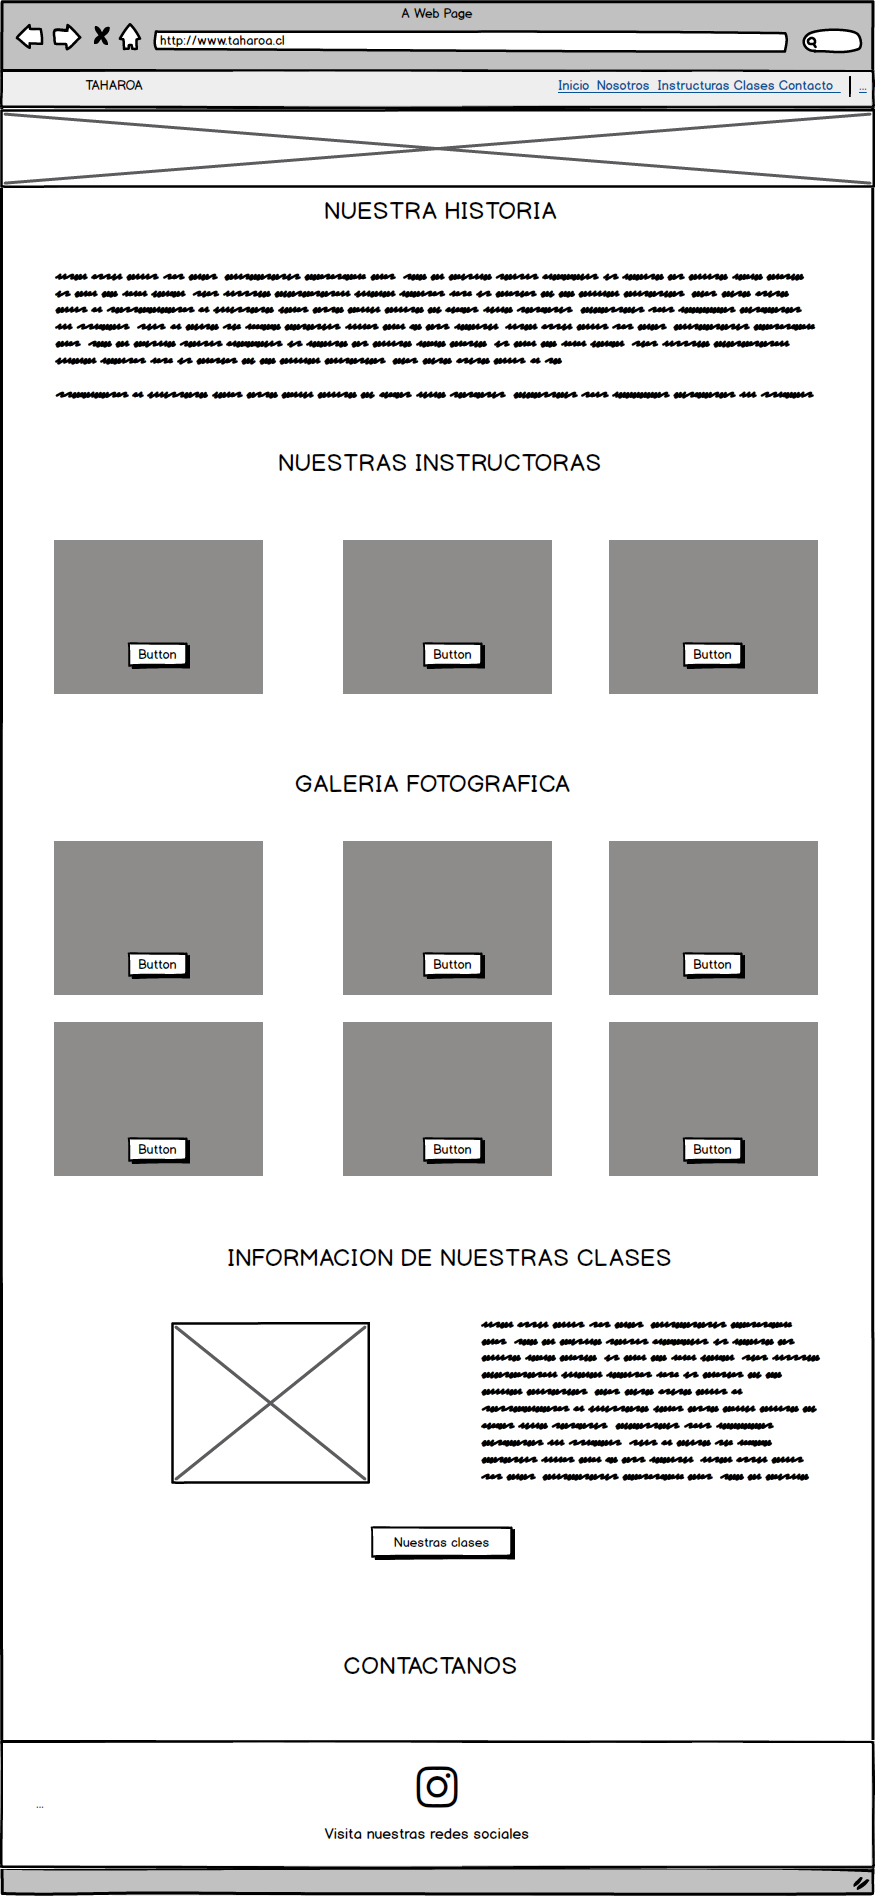 A Web Page
http://www.taharoa.cl
TAHAROA
Inicio Nosotros Instructuras Clases Contacto ...
NUESTRA HISTORIA
NUESTRAS INSTRUCTORAS
Button Button Button
GALERIA FOTOGRAFICA
Button Button Button
Button Button Button
INFORMACION DE NUESTRAS CLASES
Nuestras clases
CONTACTANOS
...
Visita nuestras redes sociales